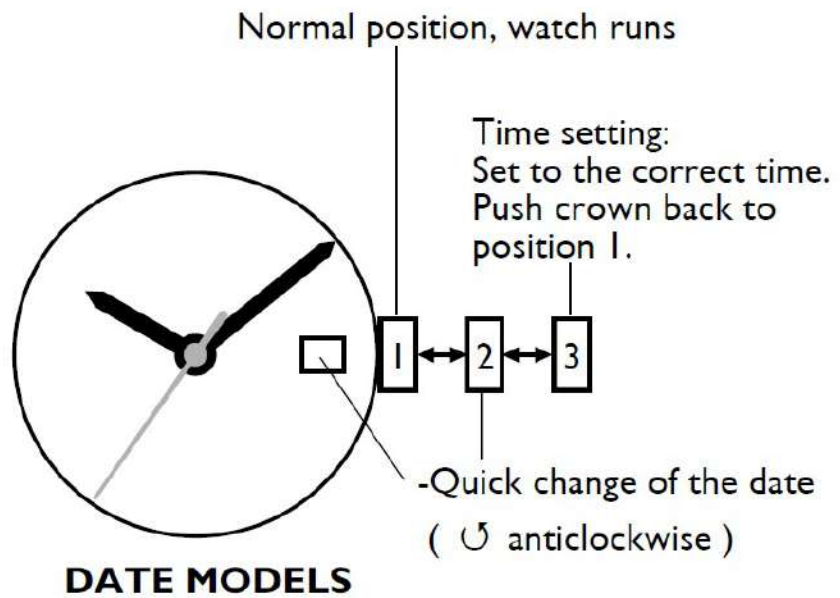 Normal position, watch runs
Time setting:
Set to the correct time.
Push crown back to
position 1.
1 2 3
-Quick change of the date
( ↺ anticlockwise )
DATE MODELS